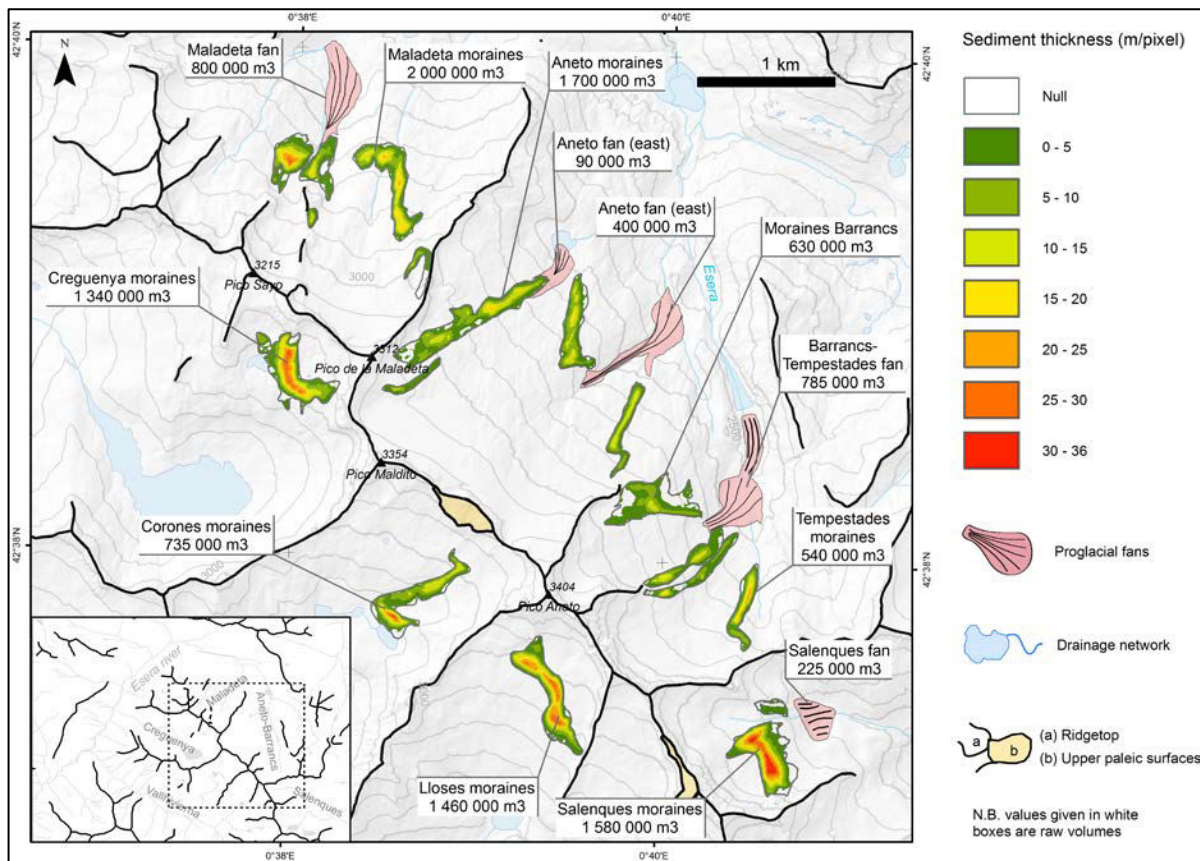 0°38'E
0°40'E
42°40'N
42°40'N
N
Maladeta fan
800 000 m3
Maladeta moraines
2 000 000 m3
Aneto moraines
1 700 000 m3
1 km
Aneto fan (east)
90 000 m3
Aneto fan (east)
400 000 m3
Moraines Barrancs
630 000 m3
Esera
Creguenya moraines
1 340 000 m3
3215
Pico Sayo
3000
3312
Pico de la Maladeta
Barrancs-
Tempestades fan
785 000 m3
2500
3354
Pico Maldito
Corones moraines
735 000 m3
3000
Tempestades
moraines
540 000 m3
42°38'N
42°38'N
3404
Pico Aneto
Salenques fan
225 000 m3
Lloses moraines
1 460 000 m3
Salenques moraines
1 580 000 m3
Esera river
Maladeta
Aneto-Barrancs
Creguenya
Salenques
0°38'E
0°40'E
Sediment thickness (m/pixel)
Null
0 - 5
5 - 10
10 - 15
15 - 20
20 - 25
25 - 30
30 - 36
Proglacial fans
Drainage network
a
b
(a) Ridgetop
(b) Upper paleic surfaces
N.B. values given in white
boxes are raw volumes